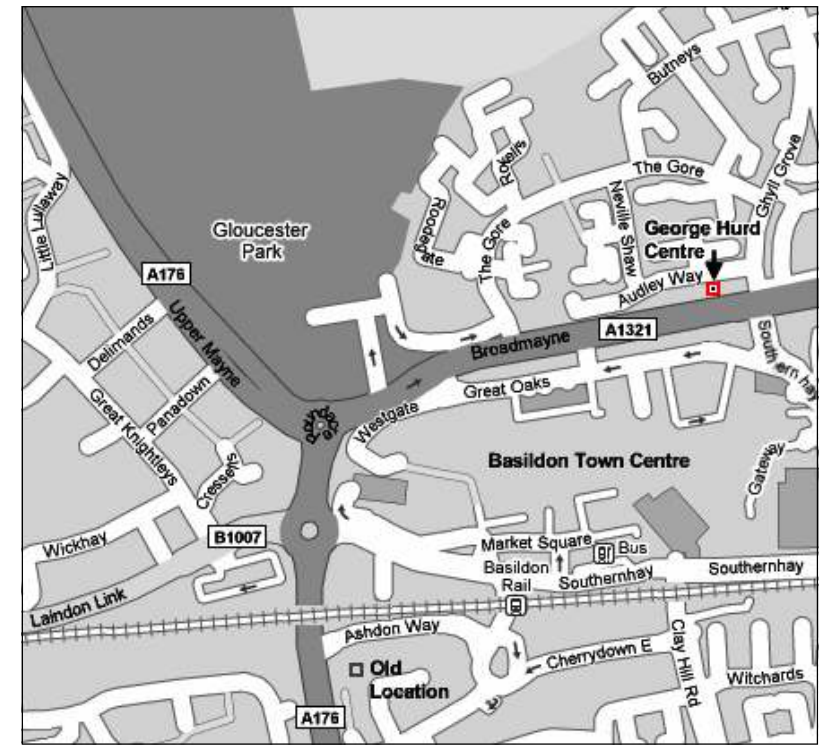 Butneys
Rokells
The Gore
Ghyll Grove
Little Lullaway
Roodegate
Neville Shaw
Gloucester
Park
The Gore
George Hurd
Centre
A176
Audley Way
Upper Mayne
A1321
Delimands
Broadmayne
Southernhay
Panadown
Great Oaks
Great Knightleys
Westgate
Roundacre
Cressells
Basildon Town Centre
Gateway
Wickhay
B1007
Market Square
Bus
Basildon
Rail
Southernhay
Southernhay
Laindon Link
Ashdon Way
Cherrydown E
Clay Hill Rd
Old
Location
Witchards
A176